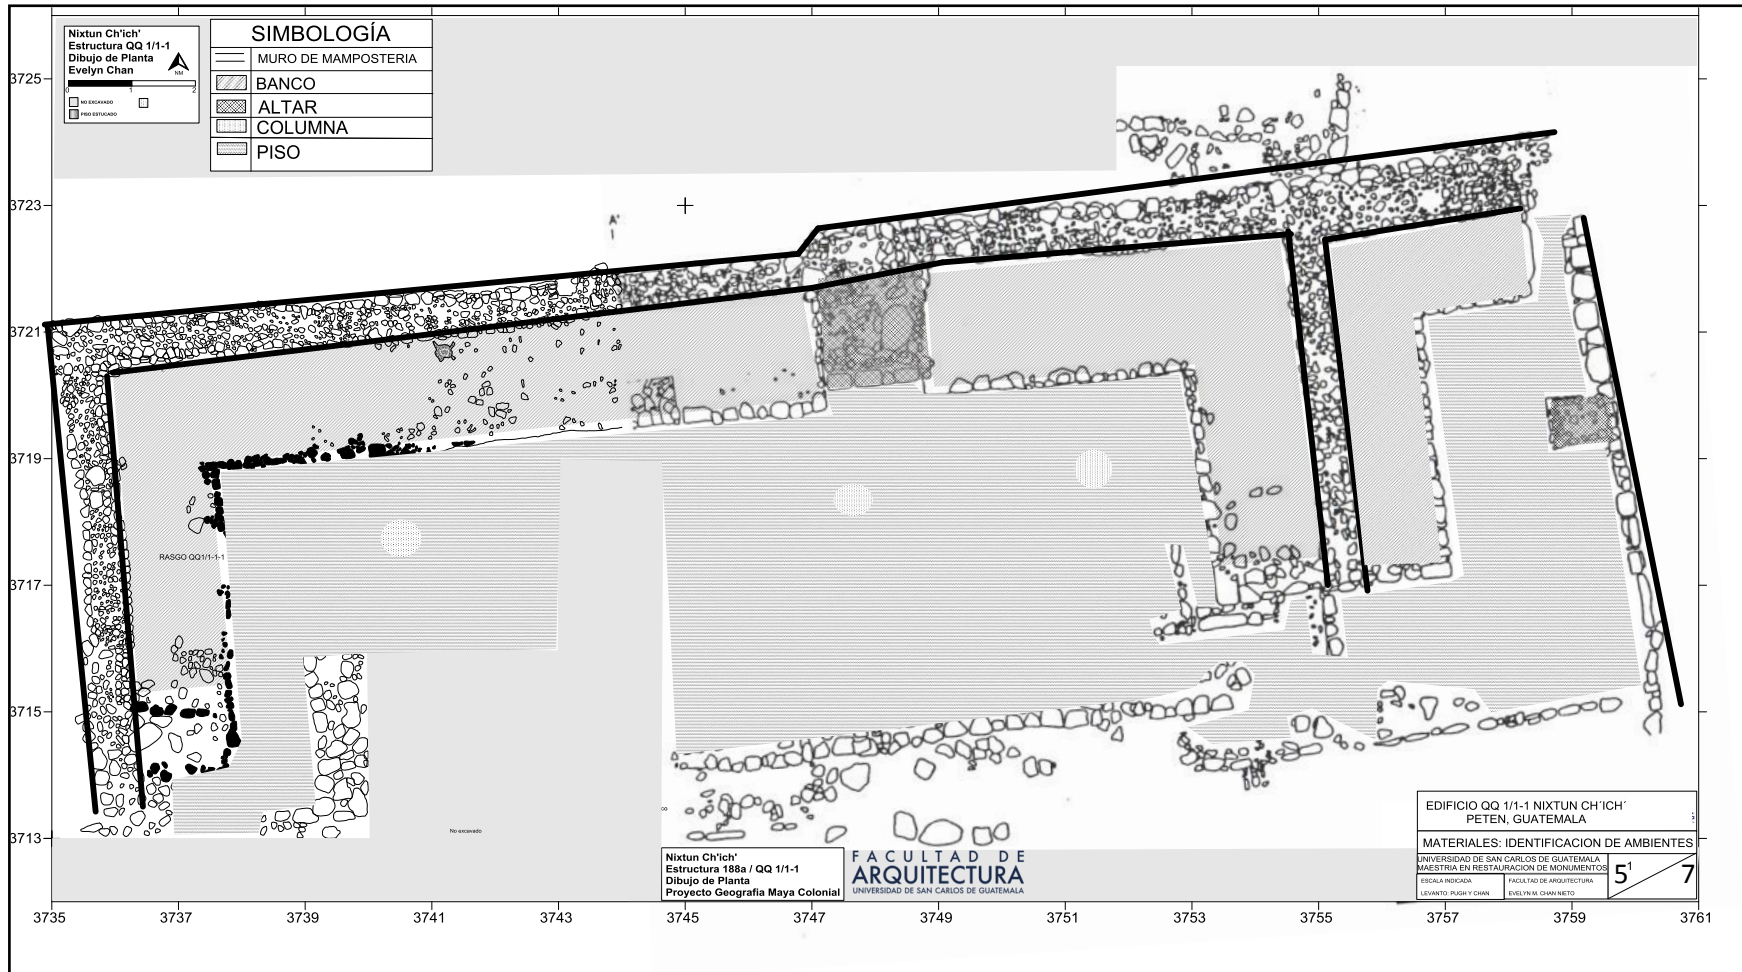 Nixtun Ch'ich'
Estructura QQ 1/1-1
Dibujo de Planta
Evelyn Chan
NM
0 1 2
NO EXCAVADO
PISO ESTUCADO
SIMBOLOGÍA
MURO DE MAMPOSTERIA
BANCO
ALTAR
COLUMNA
PISO
3725
3723
3721
3719
3717
3715
3713
A'
RASGO QQ1/1-1-1
No excavado
Nixtun Ch'ich'
Estructura 188a / QQ 1/1-1
Dibujo de Planta
Proyecto Geografia Maya Colonial
FACULTAD DE
ARQUITECTURA
UNIVERSIDAD DE SAN CARLOS DE GUATEMALA
EDIFICIO QQ 1/1-1 NIXTUN CH´ICH´
PETEN, GUATEMALA
MATERIALES: IDENTIFICACION DE AMBIENTES
UNIVERSIDAD DE SAN CARLOS DE GUATEMALA
MAESTRIA EN RESTAURACION DE MONUMENTOS
ESCALA INDICADA
FACULTAD DE ARQUITECTURA
LEVANTO: PUGH Y CHAN
EVELYN M. CHAN NIETO
5¹ 7
3735 3737 3739 3741 3743 3745 3747 3749 3751 3753 3755 3757 3759 3761